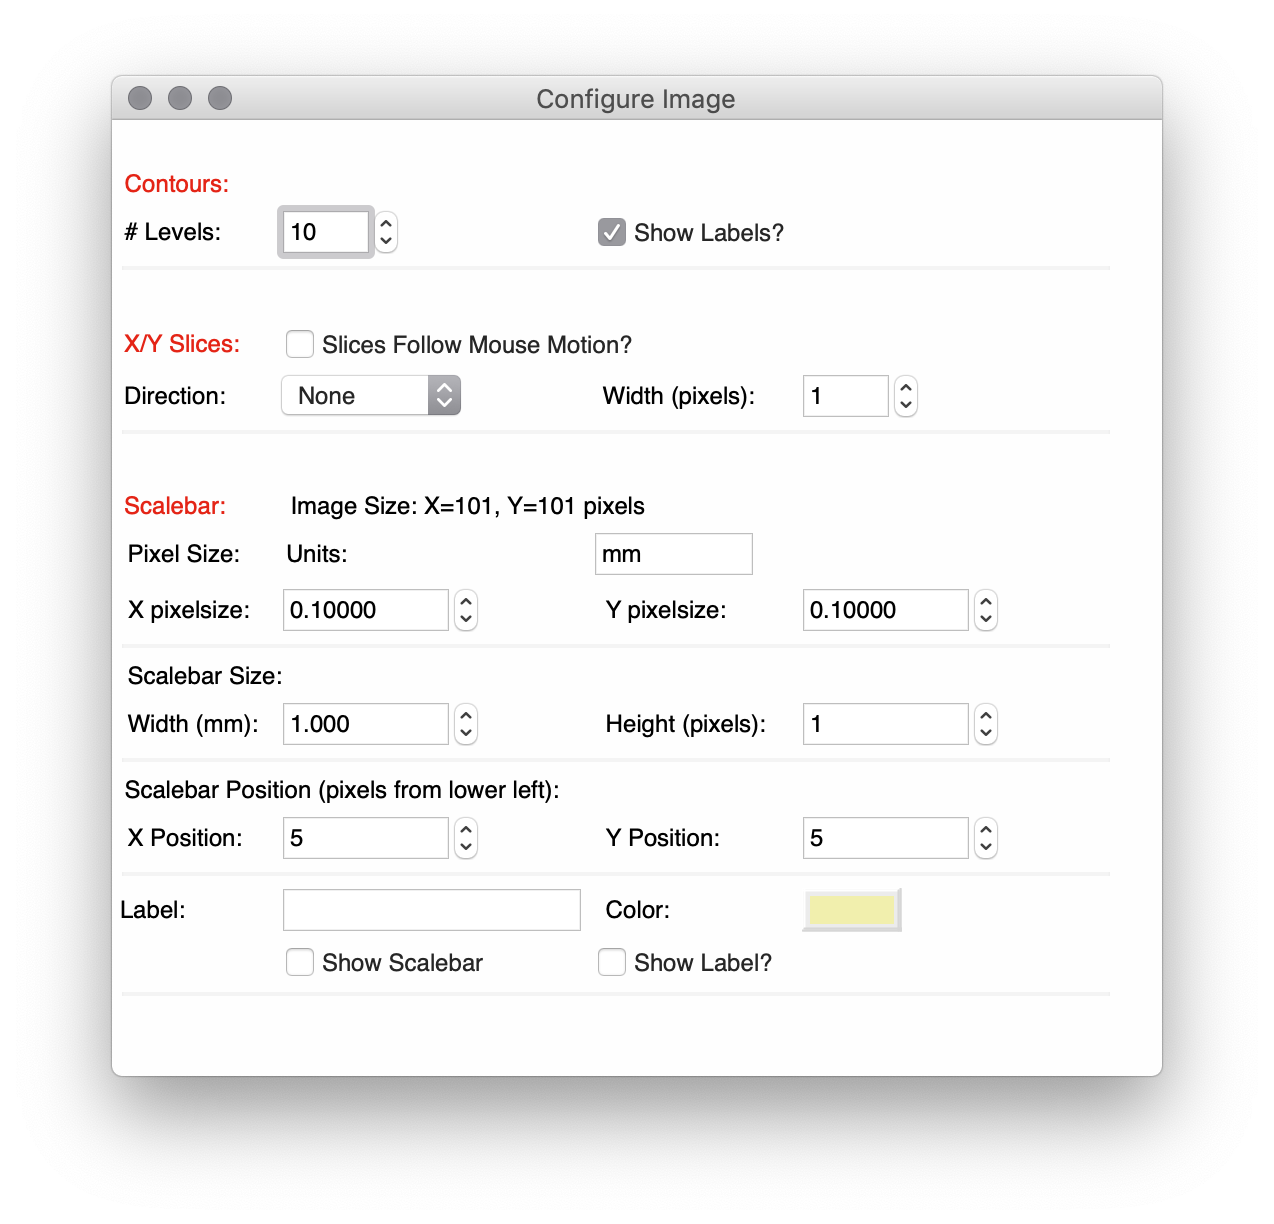 Configure Image
Contours:
# Levels: 10 Show Labels?
X/Y Slices: Slices Follow Mouse Motion?
Direction: None Width (pixels): 1
Scalebar: Image Size: X=101, Y=101 pixels
Pixel Size: Units: mm
X pixelsize: 0.10000 Y pixelsize: 0.10000
Scalebar Size:
Width (mm): 1.000 Height (pixels): 1
Scalebar Position (pixels from lower left):
X Position: 5 Y Position: 5
Label: Color:
Show Scalebar Show Label?